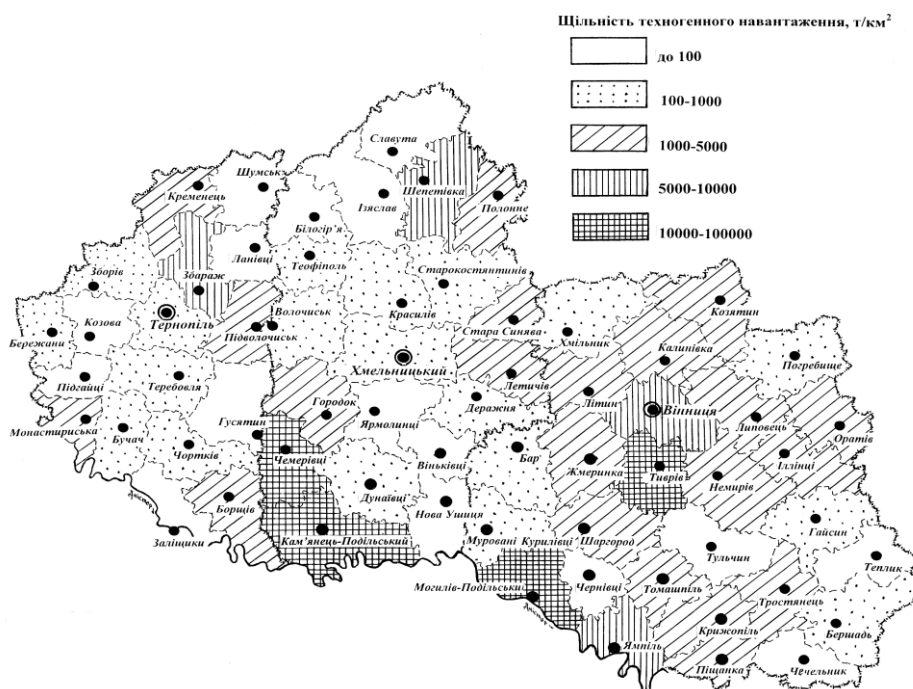 Щільність техногенного навантаження, т/км²
до 100
100-1000
1000-5000
5000-10000
10000-100000
Славута
Шумськ
Шепетівка
Кременець
Ізяслав
Полонне
Білогір'я
Ланівці
Теофіполь
Старокостянтинів
Зборів
Збараж
Козятин
Волочиськ
Красилів
Тернопіль
Козова
Підволочиськ
Стара Синява
Хмільник
Бережани
Калинівка
Погребище
Хмельницький
Підгайці
Теребовля
Летичів
Літин
Вінниця
Городок
Деражня
Липовець
Монастириська
Гусятин
Ярмолинці
Оратів
Бучач
Бар
Іллінці
Чортків
Чемерівці
Віньківці
Жмеринка
Тиврів
Немирів
Дунаївці
Борщів
Нова Ушиця
Гайсин
Дністер
Заліщики
Кам'янець-Подільський
Муровані Курилівці
Шаргород
Тульчин
Теплик
Могилів-Подільський
Чернівці
Томашпіль
Тростянець
Крижопіль
Бершадь
Ямпіль
Піщанка
Чечельник